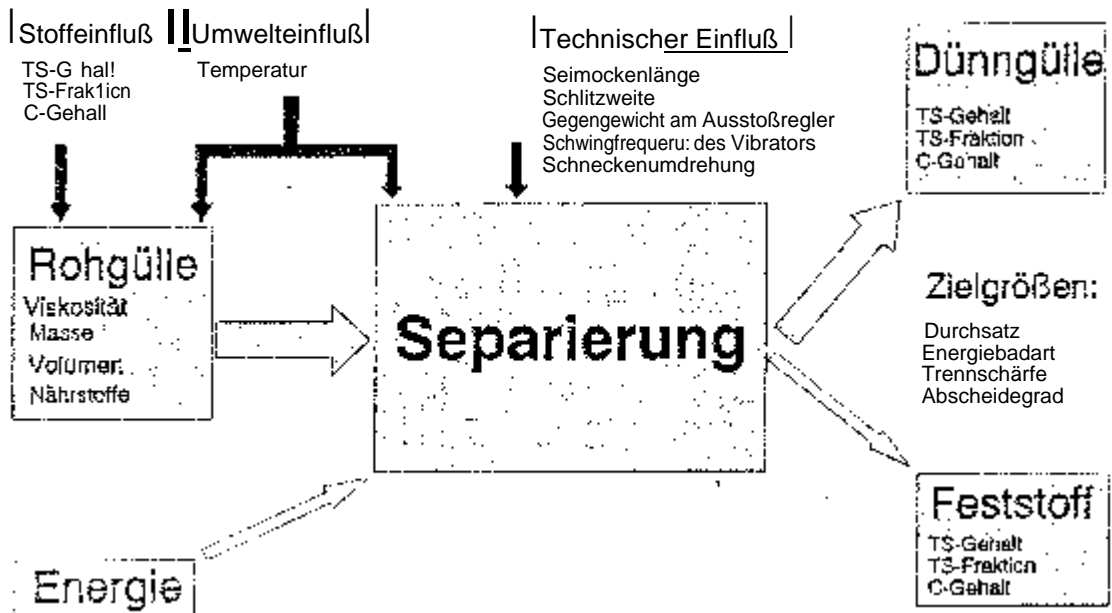 Stoffeinfluß
TS-G hal!
TS-Frak1icn
C-Gehall
Umwelteinfluß
Temperatur
Technischer Einfluß
Seimockenlänge
Schlitzweite
Gegengewicht am Ausstoßregler
Schwingfrequeru: des Vibrators
Schneckenumdrehung
Rohgülle
Viskosität
Masse
Volumen
Nährstoffe
Separierung
Energie
Dünngülle
TS-Gehalt
TS-Fraktion
C-Gehalt
Zielgrößen:
Durchsatz
Energiebadart
Trennschärfe
Abscheidegrad
Feststoff
TS-Gehalt
TS-Fraktion
C-Gehalt